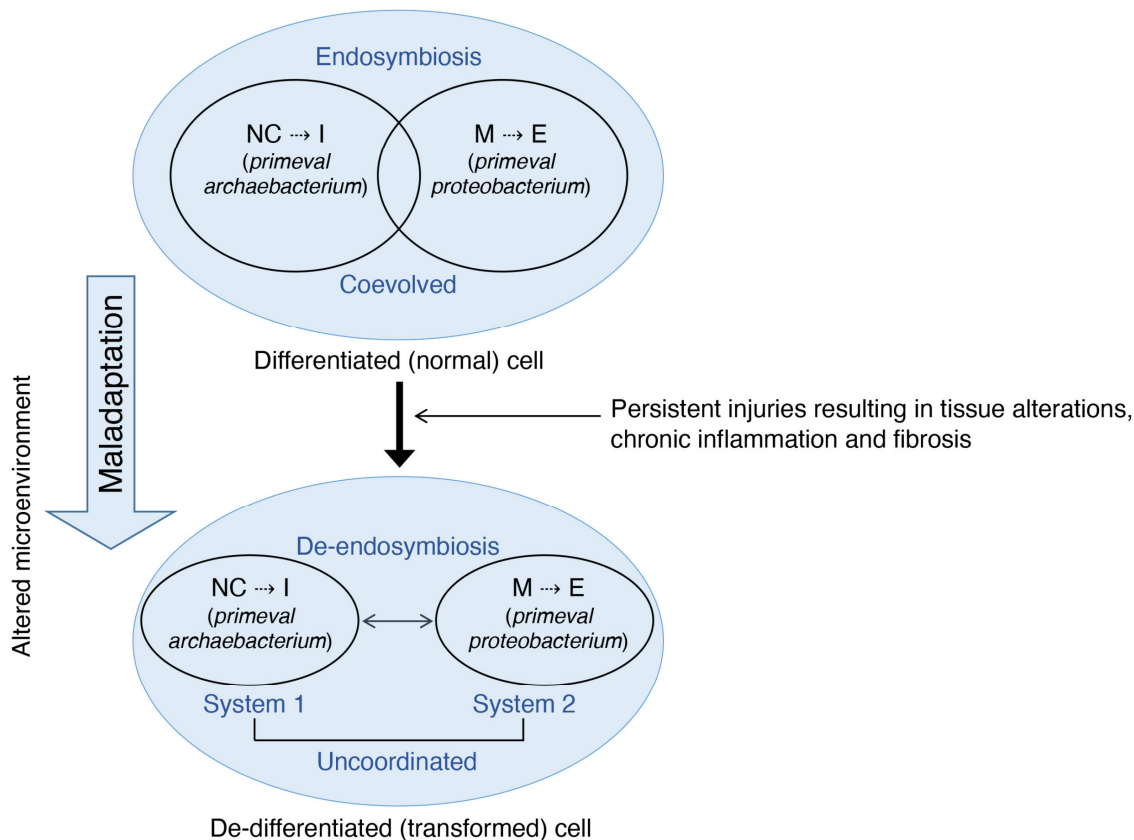 Endosymbiosis
NC ⤏ I
(primeval
archaebacterium)
M ⤏ E
(primeval
proteobacterium)
Coevolved
Differentiated (normal) cell
Maladaptation
Altered microenvironment
Persistent injuries resulting in tissue alterations,
chronic inflammation and fibrosis
De-endosymbiosis
NC ⤏ I
(primeval
archaebacterium)
M ⤏ E
(primeval
proteobacterium)
System 1
System 2
Uncoordinated
De-differentiated (transformed) cell